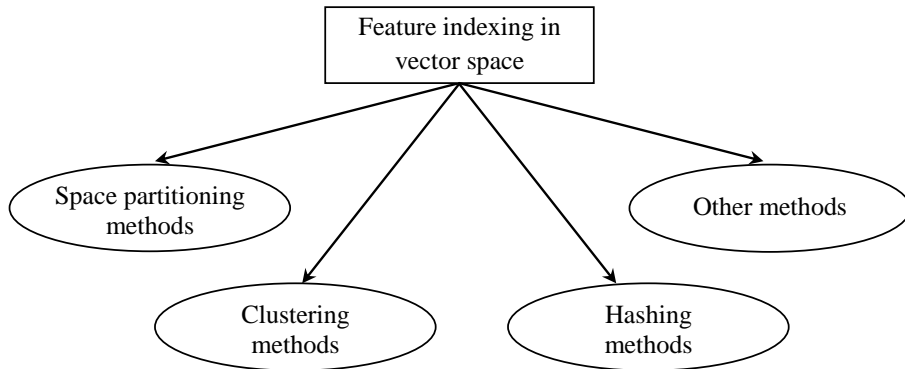 Feature indexing in
vector space
Space partitioning
methods
Other methods
Clustering
methods
Hashing
methods